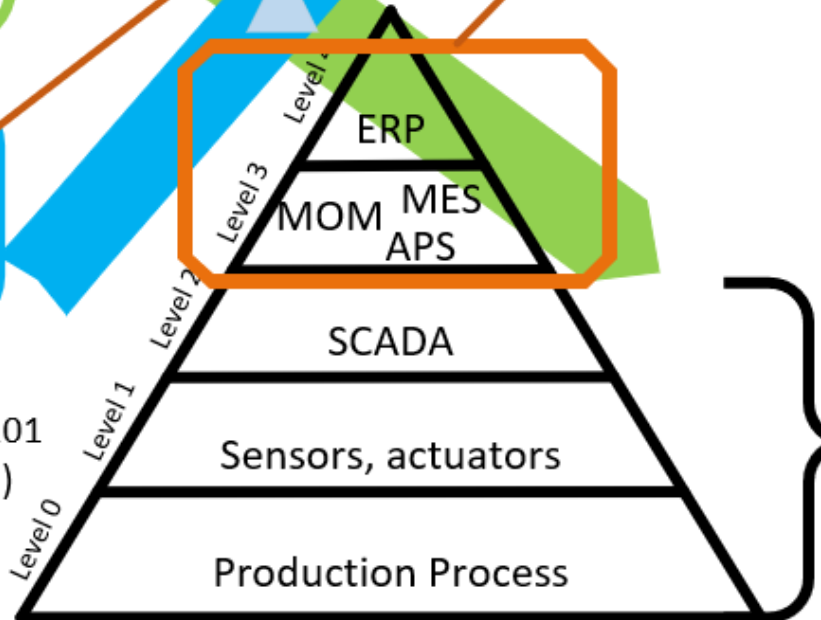 Level 4
ERP
Level 3
MOM MES
APS
Level 2
SCADA
Level 1
01
Sensors, actuators
)
Level 0
Production Process